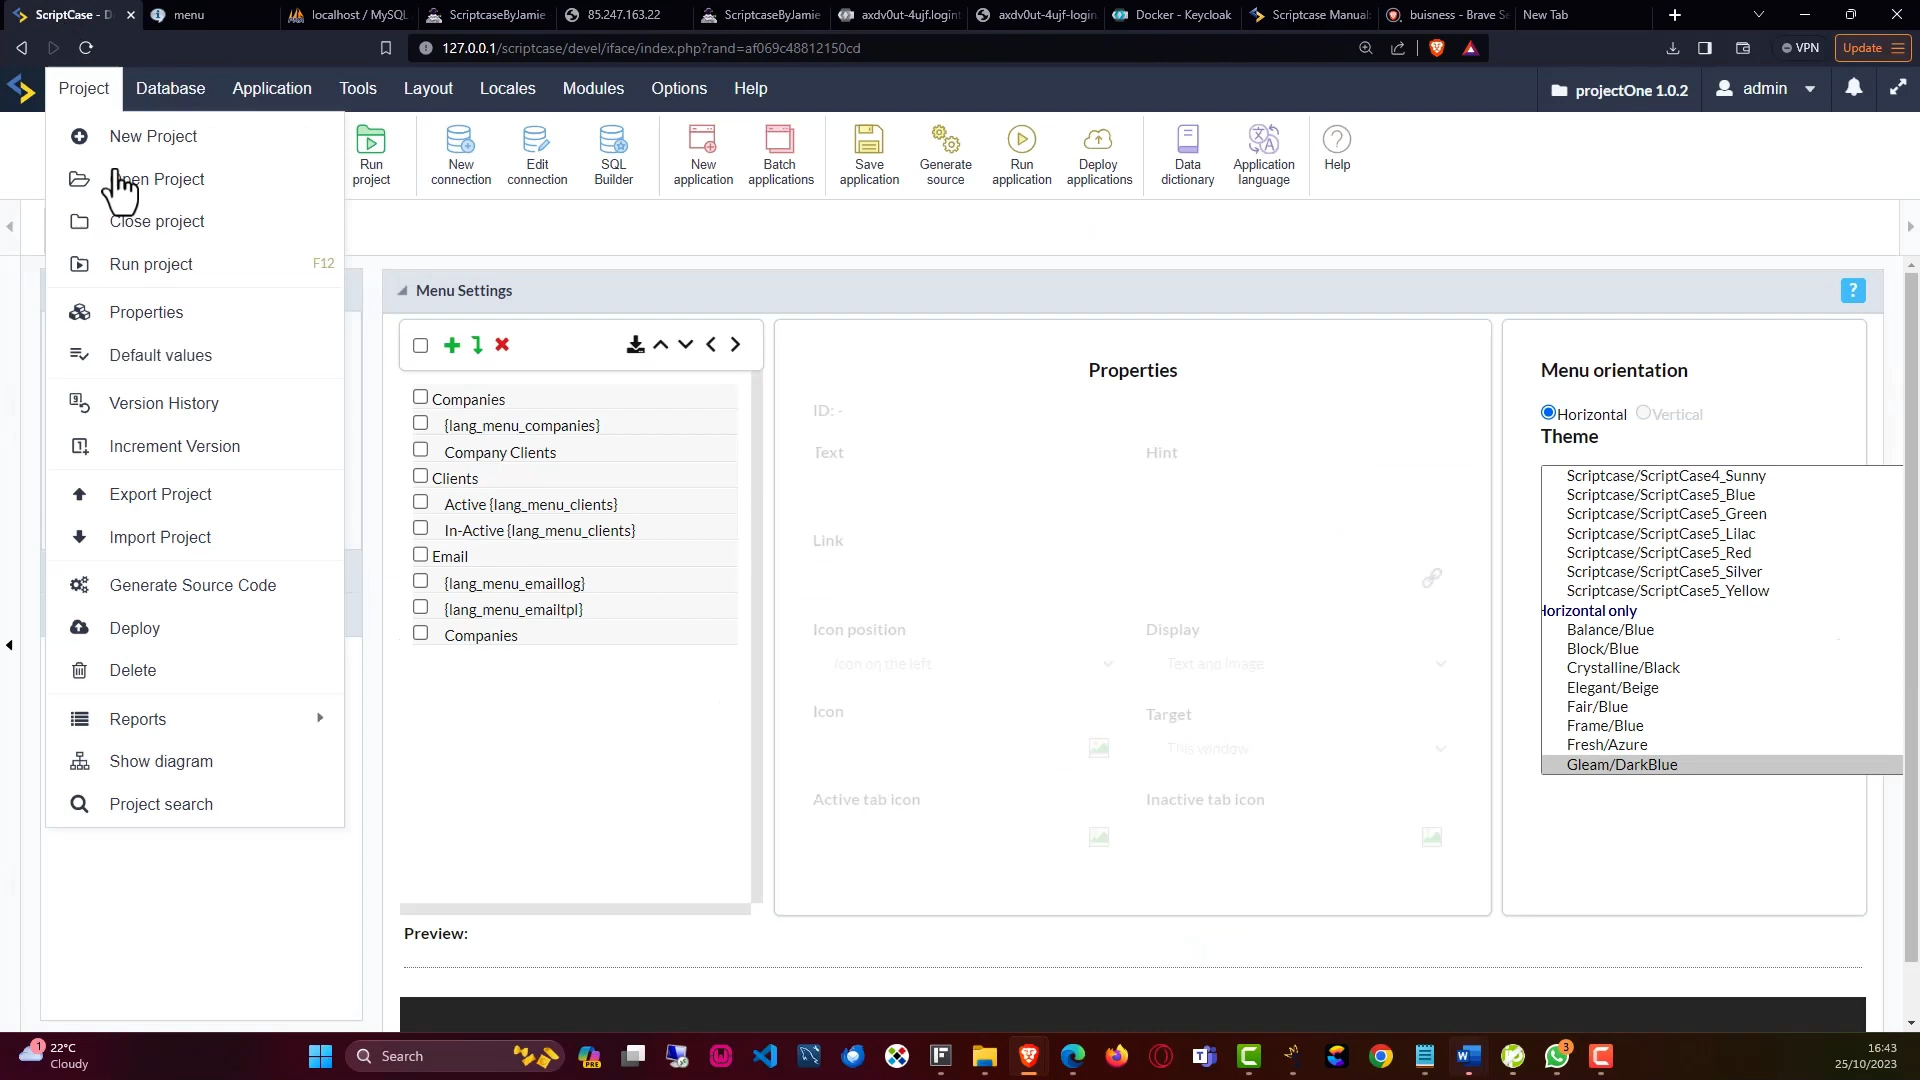 ScriptCase - D
menu
localhost / MySQL
ScriptcaseByJamie
85.247.163.22
ScriptcaseByJamie
axdv0ut-4ujf.logint
axdv0ut-4ujf-login.
Docker - Keycloak
Scriptcase Manual:
buisness - Brave Se
New Tab
127.0.0.1/scriptcase/devel/iface/index.php?rand=af069c48812150cd
VPN
Update
Project
Database
Application
Tools
Layout
Locales
Modules
Options
Help
projectOne 1.0.2
admin
New Project
pen Project
Close project
Run project F12
Properties
Default values
Version History
Increment Version
Export Project
Import Project
Generate Source Code
Deploy
Delete
Reports
Show diagram
Project search
Run
project
New
connection
Edit
connection
SQL
Builder
New
application
Batch
applications
Save
application
Generate
source
Run
application
Deploy
applications
Data
dictionary
Application
language
Help
Menu Settings
?
Companies
{lang_menu_companies}
Company Clients
Clients
Active {lang_menu_clients}
In-Active {lang_menu_clients}
Email
{lang_menu_emaillog}
{lang_menu_emailtpl}
Companies
Properties
ID: -
Text
Hint
Link
Icon position
Display
Icon on the left
Text and Image
Icon
Target
This window
Active tab icon
Inactive tab icon
Menu orientation
Horizontal Vertical
Theme
Scriptcase/ScriptCase4_Sunny
Scriptcase/ScriptCase5_Blue
Scriptcase/ScriptCase5_Green
Scriptcase/ScriptCase5_Lilac
Scriptcase/ScriptCase5_Red
Scriptcase/ScriptCase5_Silver
Scriptcase/ScriptCase5_Yellow
Horizontal only
Balance/Blue
Block/Blue
Crystalline/Black
Elegant/Beige
Fair/Blue
Frame/Blue
Fresh/Azure
Gleam/DarkBlue
Preview:
1
22°C
Cloudy
Search
PRE
3
16:43
25/10/2023